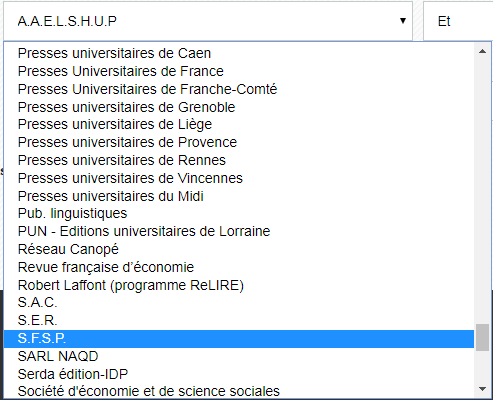 A.A.E.L.S.H.U.P
Et
Presses universitaires de Caen
Presses Universitaires de France
Presses Universitaires de Franche-Comté
Presses universitaires de Grenoble
Presses universitaires de Liège
Presses universitaires de Provence
Presses universitaires de Rennes
Presses universitaires de Vincennes
Presses universitaires du Midi
Pub. linguistiques
PUN - Editions universitaires de Lorraine
Réseau Canopé
Revue française d’économie
Robert Laffont (programme ReLIRE)
S.A.C.
S.E.R.
S.F.S.P.
SARL NAQD
Serda édition-IDP
Société d'économie et de science sociales